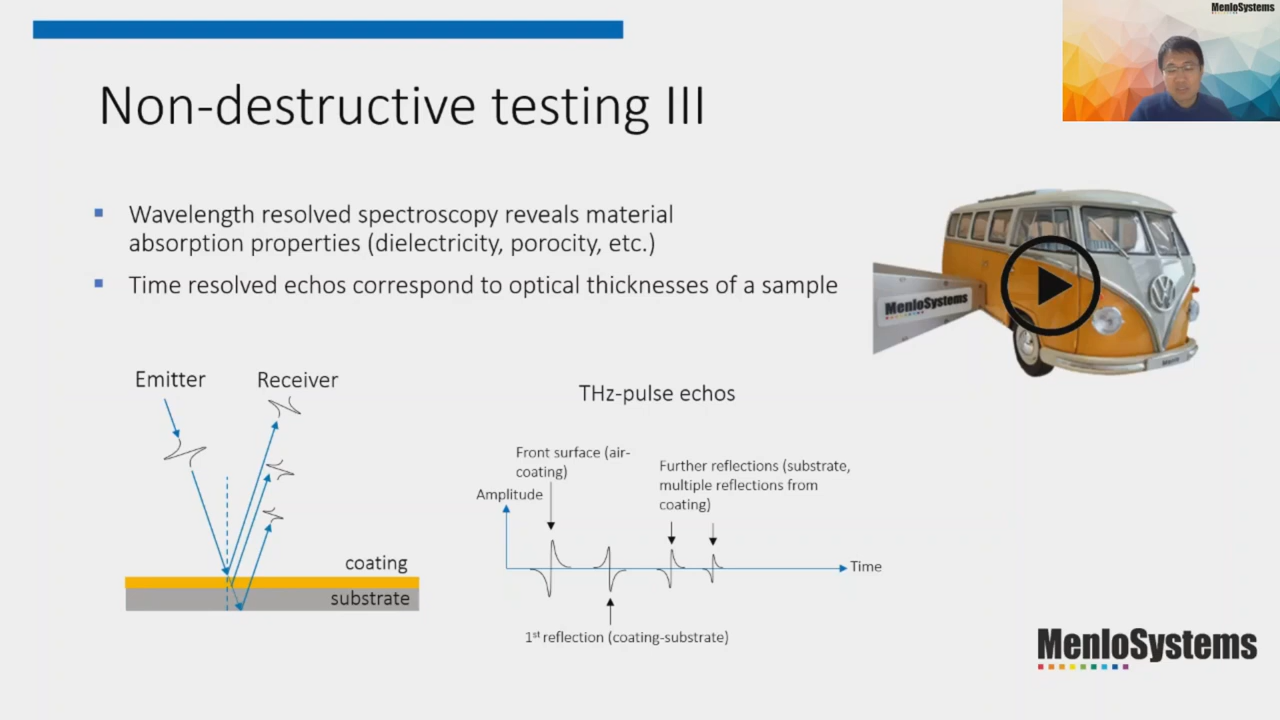 MenloSystems
Non-destructive testing III
Wavelength resolved spectroscopy reveals material
absorption properties (dielectricity, porocity, etc.)
Time resolved echos correspond to optical thicknesses of a sample
MenloSystems
Emitter
Receiver
coating
substrate
THz-pulse echos
Front surface (air-
coating)
Further reflections (substrate,
multiple reflections from
coating)
Amplitude
Time
1st reflection (coating-substrate)
MenloSystems